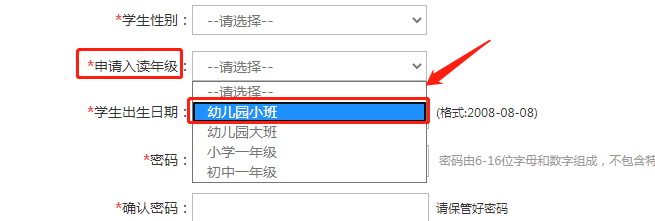 *学生性别： --请选择--
*申请入读年级： --请选择--
--请选择--
*学生出生日期： 幼儿园小班 (格式:2008-08-08)
幼儿园大班
*密码： 小学一年级 密码由6-16位字母和数字组成，不包含特
初中一年级
*确认密码： 请保管好密码